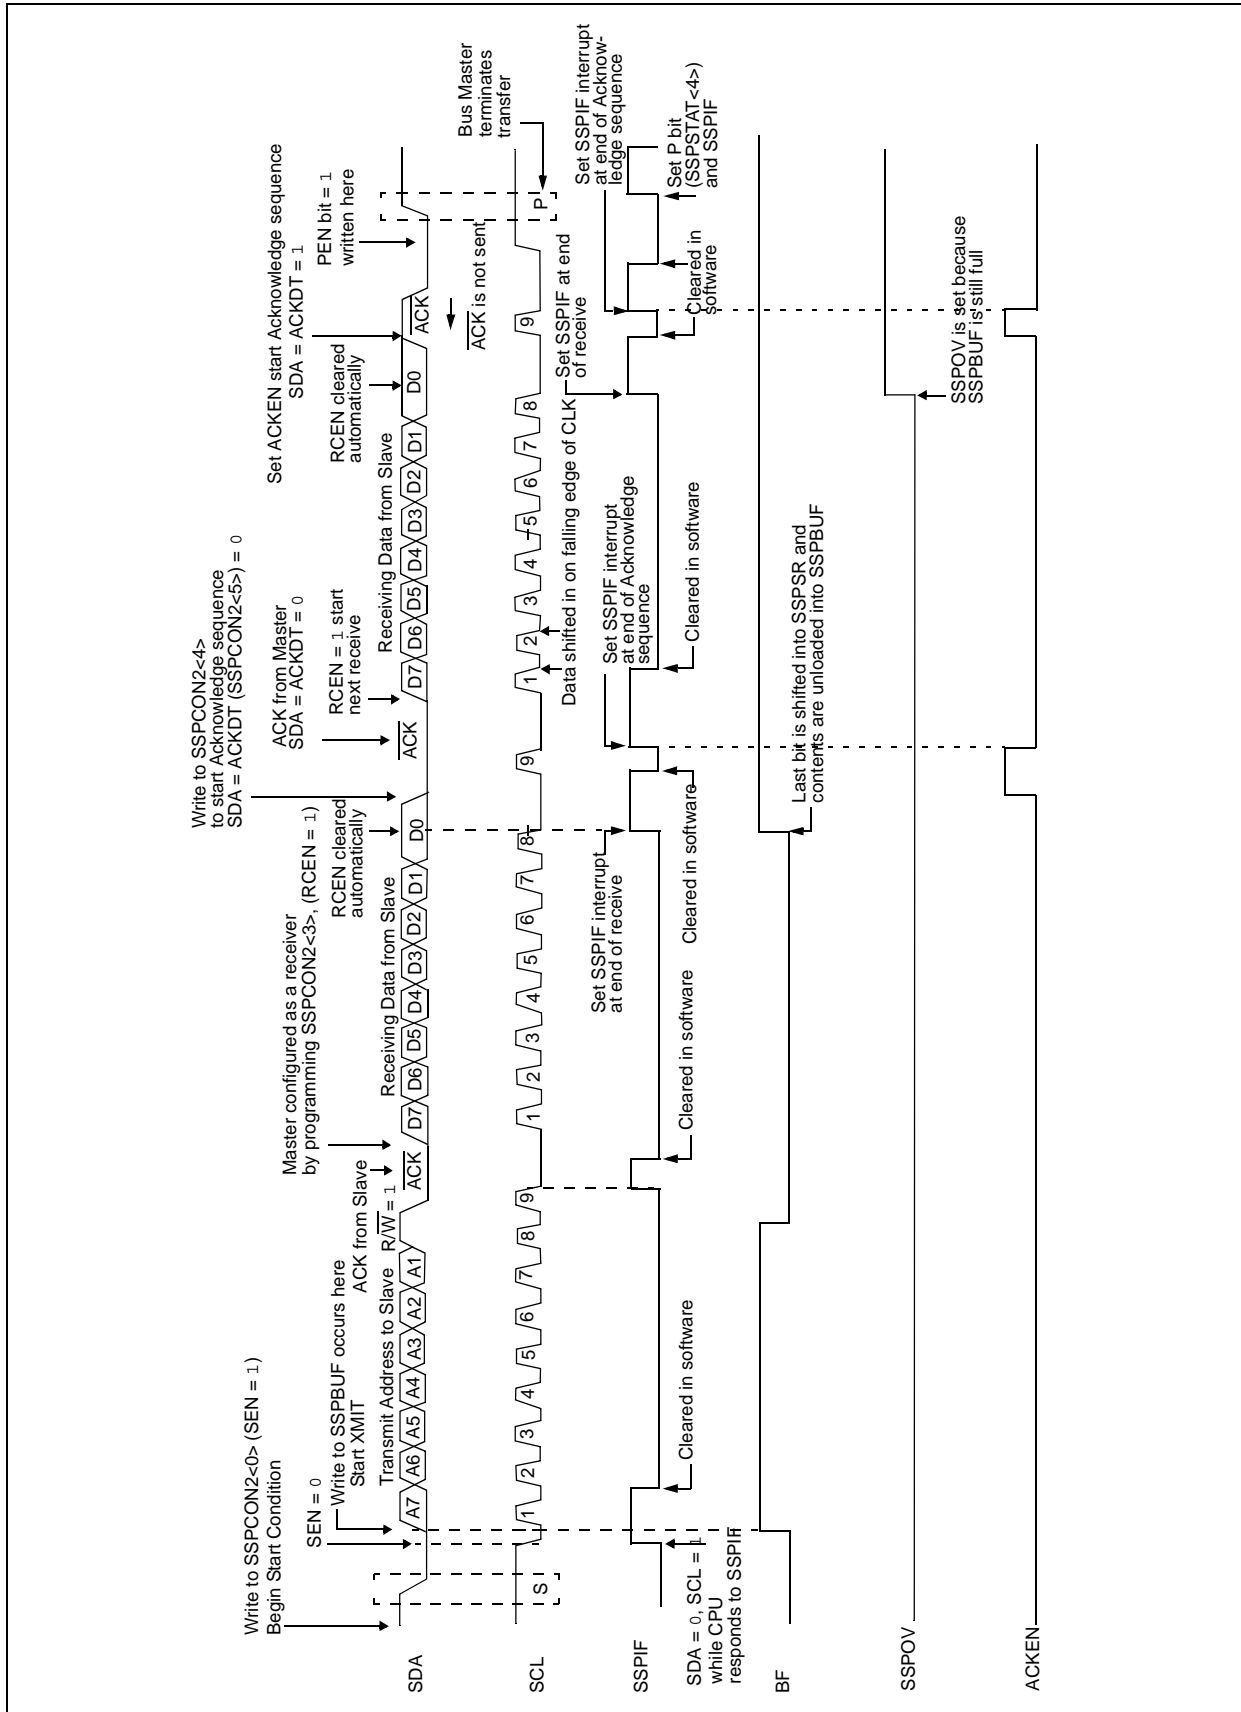 Write to SSPCON2<0> (SEN = 1)
Begin Start Condition
SEN = 0
Write to SSPBUF occurs here
Start XMIT
Transmit Address to Slave
R/W = 1
ACK from Slave
Master configured as a receiver
by programming SSPCON2<3>, (RCEN = 1)
Receiving Data from Slave
RCEN cleared
automatically
Write to SSPCON2<4>
to start Acknowledge sequence
SDA = ACKDT (SSPCON2<5>) = 0
ACK from Master
SDA = ACKDT = 0
RCEN = 1 start
next receive
Receiving Data from Slave
RCEN cleared
automatically
Set ACKEN start Acknowledge sequence
SDA = ACKDT = 1
PEN bit = 1
written here
SDA
A7 A6 A5 A4 A3 A2 A1
ACK
D7 D6 D5 D4 D3 D2 D1 D0
ACK
D7 D6 D5 D4 D3 D2 D1 D0
ACK
ACK is not sent
Bus Master
terminates
transfer
SCL
S
1 2 3 4 5 6 7 8 9
1 2 3 4 5 6 7 8
9
1 2 3 4 5 6 7 8
9
P
Data shifted in on falling edge of CLK
Set SSPIF interrupt
at end of receive
Set SSPIF interrupt
at end of Acknowledge
sequence
Set SSPIF at end
of receive
Set SSPIF interrupt
at end of Acknow-
ledge sequence
SSPIF
SDA = 0, SCL = 1
while CPU
responds to SSPIF
Cleared in software
Cleared in software
Cleared in software
Cleared in software
Cleared in
software
Set P bit
(SSPSTAT<4>)
and SSPIF
BF
Last bit is shifted into SSPSR and
contents are unloaded into SSPBUF
SSPOV
SSPOV is set because
SSPBUF is still full
ACKEN